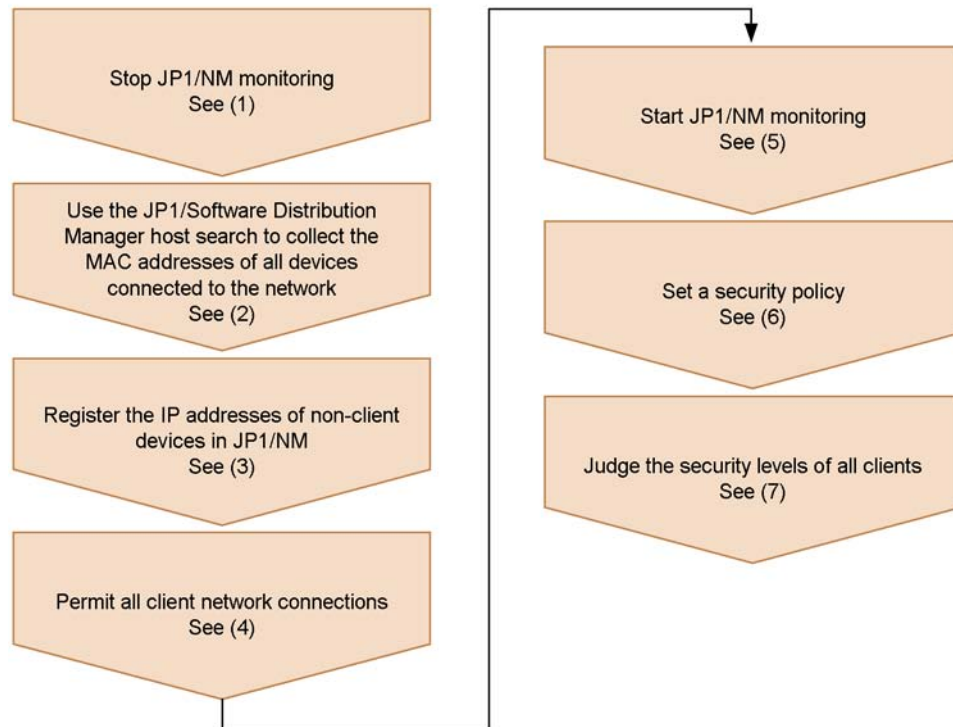 Stop JP1/NM monitoring
See (1)
Use the JP1/Software Distribution
Manager host search to collect the
MAC addresses of all devices
connected to the network
See (2)
Register the IP addresses of non-client
devices in JP1/NM
See (3)
Permit all client network connections
See (4)
Start JP1/NM monitoring
See (5)
Set a security policy
See (6)
Judge the security levels of all clients
See (7)